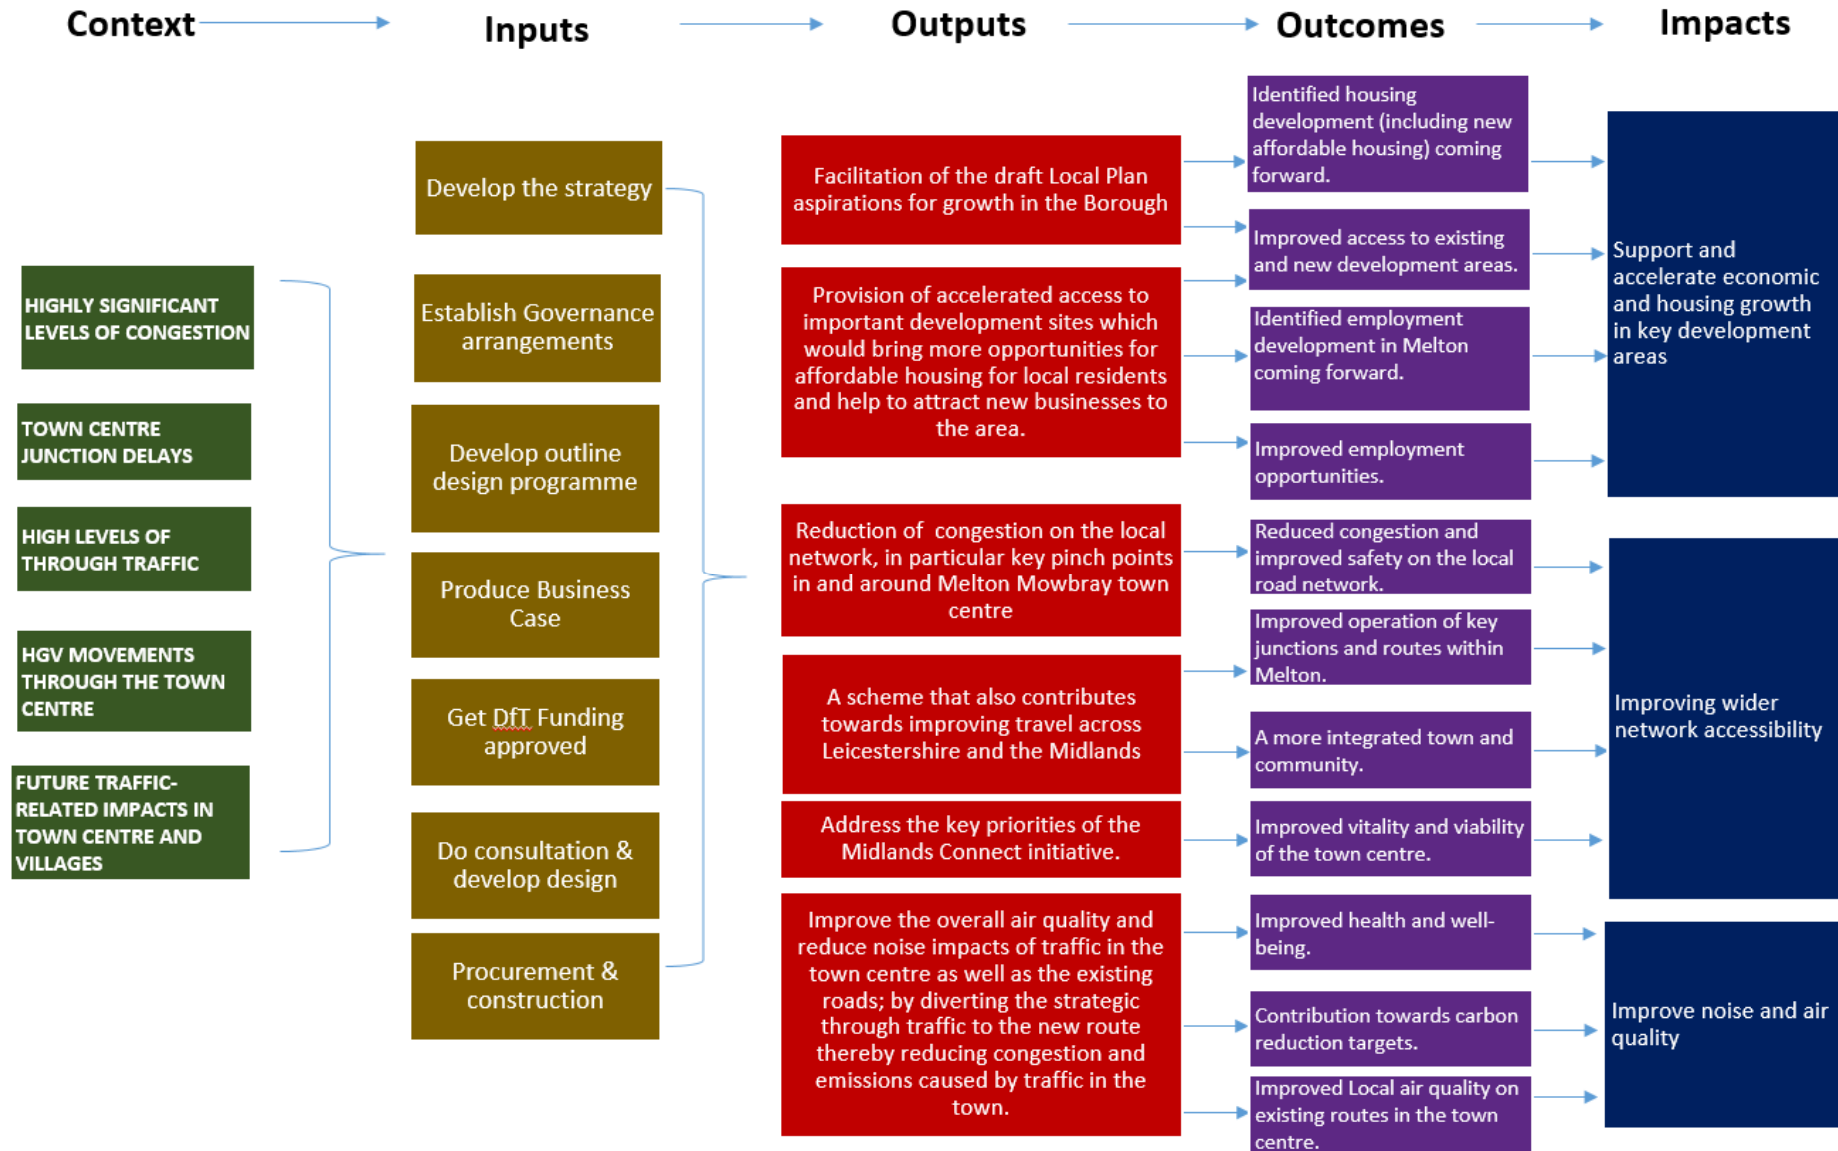 Context
Inputs
Outputs
Outcomes
Impacts
HIGHLY SIGNIFICANT
LEVELS OF CONGESTION
TOWN CENTRE
JUNCTION DELAYS
HIGH LEVELS OF
THROUGH TRAFFIC
HGV MOVEMENTS
THROUGH THE TOWN
CENTRE
FUTURE TRAFFIC-
RELATED IMPACTS IN
TOWN CENTRE AND
VILLAGES
Develop the strategy
Establish Governance
arrangements
Develop outline
design programme
Produce Business
Case
Get DfT Funding
approved
Do consultation &
develop design
Procurement &
construction
Facilitation of the draft Local Plan
aspirations for growth in the Borough
Provision of accelerated access to
important development sites which
would bring more opportunities for
affordable housing for local residents
and help to attract new businesses to
the area.
Reduction of  congestion on the local
network, in particular key pinch points
in and around Melton Mowbray town
centre
A scheme that also contributes
towards improving travel across
Leicestershire and the Midlands
Address the key priorities of the
Midlands Connect initiative.
Improve the overall air quality and
reduce noise impacts of traffic in the
town centre as well as the existing
roads; by diverting the strategic
through traffic to the new route
thereby reducing congestion and
emissions caused by traffic in the
town.
Identified housing
development (including new
affordable housing) coming
forward.
Improved access to existing
and new development areas.
Identified employment
development in Melton
coming forward.
Improved employment
opportunities.
Reduced congestion and
improved safety on the local
road network.
Improved operation of key
junctions and routes within
Melton.
A more integrated town and
community.
Improved vitality and viability
of the town centre.
Improved health and well-
being.
Contribution towards carbon
reduction targets.
Improved Local air quality on
existing routes in the town
centre.
Support and
accelerate economic
and housing growth
in key development
areas
Improving wider
network accessibility
Improve noise and air
quality